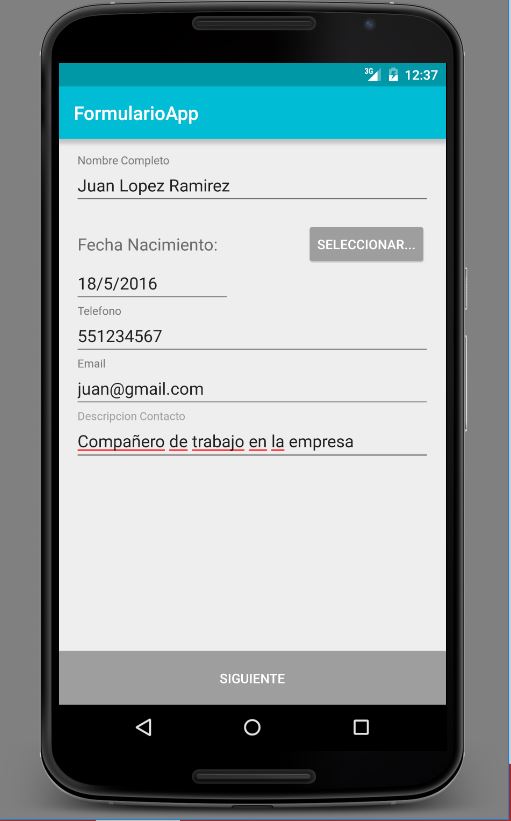 3G 12:37
FormularioApp
Nombre Completo
Juan Lopez Ramirez
Fecha Nacimiento: SELECCIONAR...
18/5/2016
Telefono
551234567
Email
juan@gmail.com
Descripcion Contacto
Compañero de trabajo en la empresa
SIGUIENTE